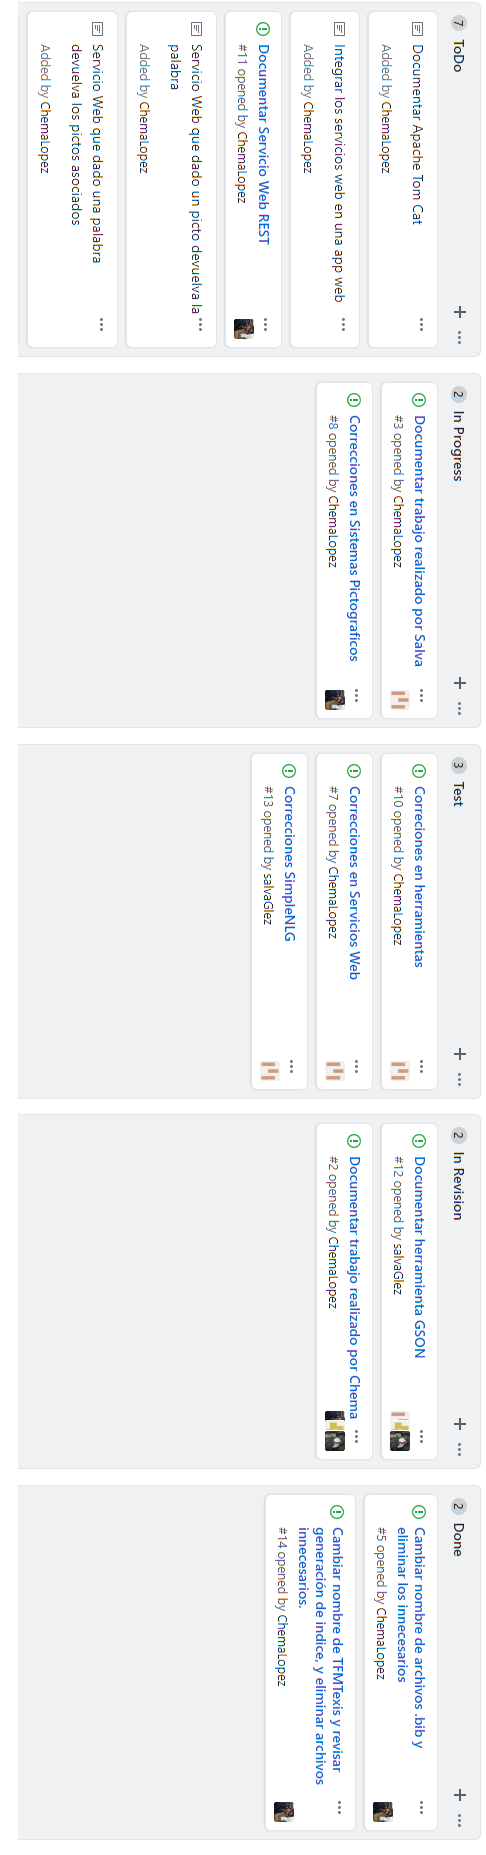 7 ToDo
Documentar Apache Tom Cat
Added by ChemaLopez
Integrar los servicios web en una app web
Added by ChemaLopez
Documentar Servicio Web REST
#11 opened by ChemaLopez
Servicio Web que dado un picto devuelva la
palabra
Added by ChemaLopez
Servicio Web que dado una palabra
devuelva los pictos asociados
Added by ChemaLopez
2 In Progress
Documentar trabajo realizado por Salva
#3 opened by ChemaLopez
Correcciones en Sistemas Pictograficos
#8 opened by ChemaLopez
3 Test
Correciones en herramientas
#10 opened by ChemaLopez
Correcciones en Servicios Web
#7 opened by ChemaLopez
Correcciones SimpleNLG
#13 opened by salvaGlez
2 In Revision
Documentar herramienta GSON
#12 opened by salvaGlez
Documentar trabajo realizado por Chema
#2 opened by ChemaLopez
2 Done
Cambiar nombre de archivos .bib y
eliminar los innecesarios
#5 opened by ChemaLopez
Cambiar nombre de TFMTexis y revisar
generación de indice, y eliminar archivos
innecesarios.
#14 opened by ChemaLopez